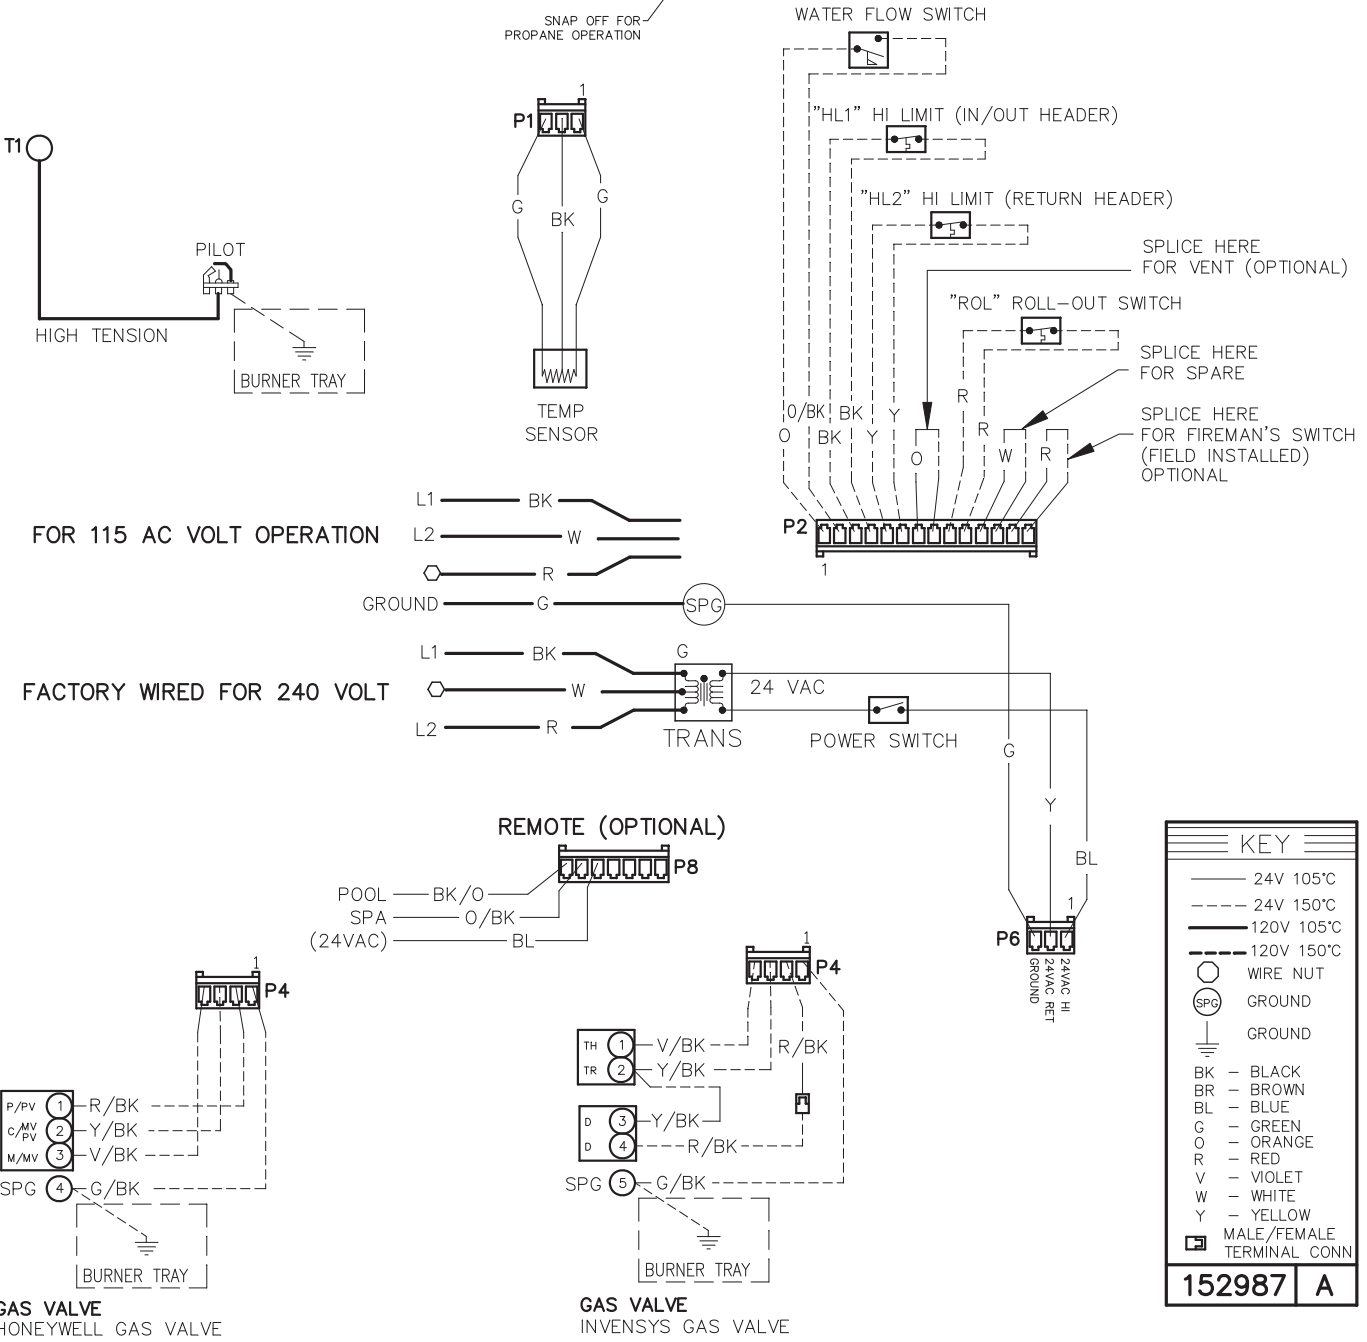 SNAP OFF FOR
PROPANE OPERATION
WATER FLOW SWITCH
1
P1
T1
"HL1" HI LIMIT (IN/OUT HEADER)
G
BK
G
"HL2" HI LIMIT (RETURN HEADER)
PILOT
SPLICE HERE
FOR VENT (OPTIONAL)
"ROL" ROLL-OUT SWITCH
HIGH TENSION
BURNER TRAY
SPLICE HERE
FOR SPARE
TEMP
SENSOR
O
O/BK
BK
BK
Y
Y
O
R
R
W
R
SPLICE HERE
FOR FIREMAN'S SWITCH
(FIELD INSTALLED)
OPTIONAL
P2
1
FOR 115 AC VOLT OPERATION
L1
BK
L2
W
R
GROUND
G
SPG
FACTORY WIRED FOR 240 VOLT
L1
BK
G
W
L2
R
24 VAC
TRANS
POWER SWITCH
G
Y
BL
REMOTE (OPTIONAL)
P8
POOL
BK/O
SPA
O/BK
(24VAC)
BL
1
P6
GROUND
24VAC RET
24VAC HI
1
P4
P/PV
1
R/BK
C/MV PV
2
Y/BK
M/MV
3
V/BK
SPG
4
G/BK
BURNER TRAY
GAS VALVE
HONEYWELL GAS VALVE
1
P4
TH
1
V/BK
R/BK
TR
2
Y/BK
D
3
Y/BK
D
4
R/BK
SPG
5
G/BK
BURNER TRAY
GAS VALVE
INVENSYS GAS VALVE
KEY
24V 105°C
24V 150°C
120V 105°C
120V 150°C
WIRE NUT
SPG GROUND
GROUND
BK – BLACK
BR – BROWN
BL – BLUE
G – GREEN
O – ORANGE
R – RED
V – VIOLET
W – WHITE
Y – YELLOW
MALE/FEMALE
TERMINAL CONN
152987 A